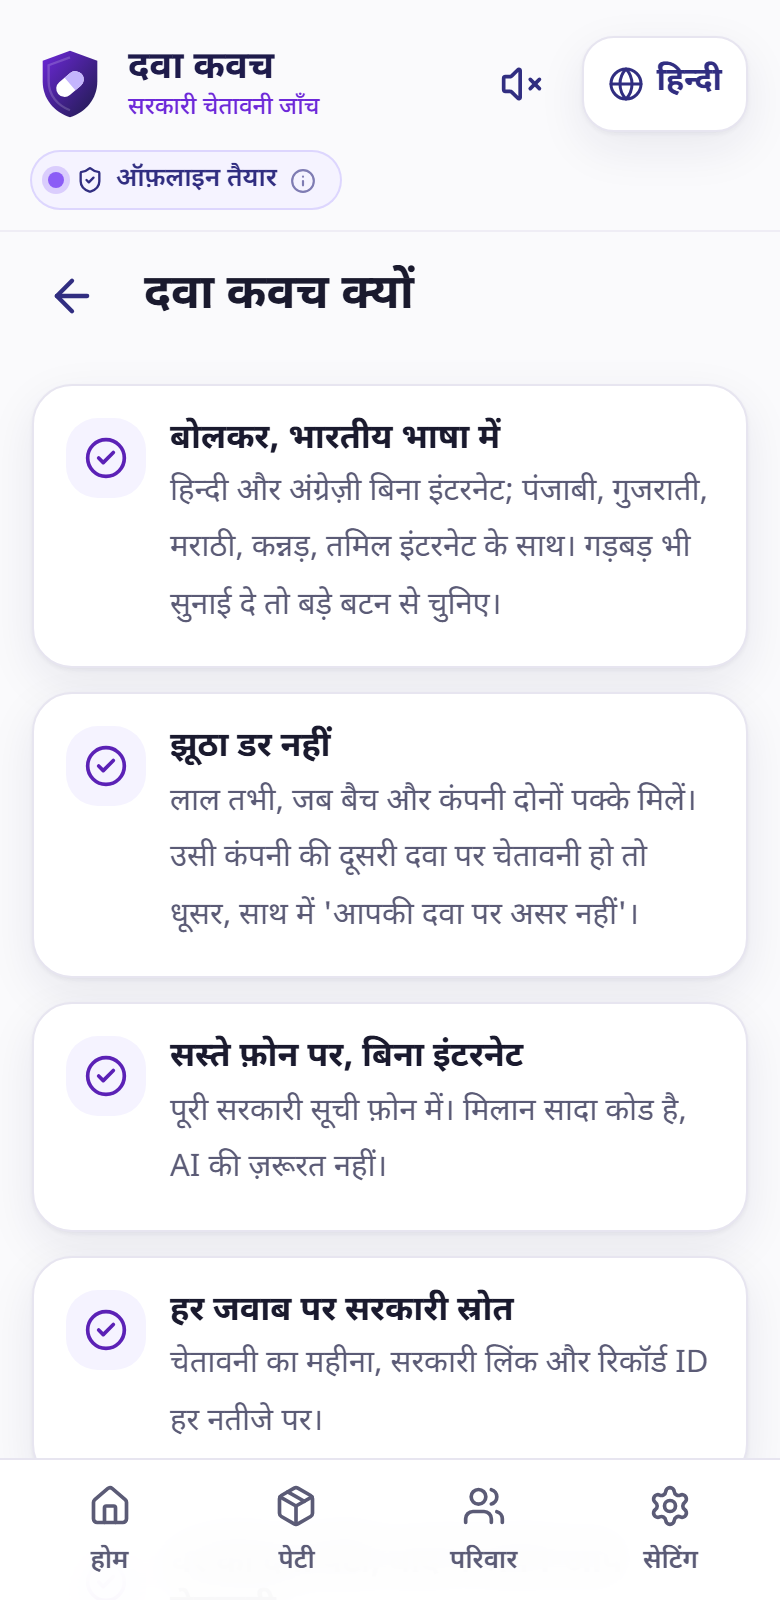 दवा कवच
सरकारी चेतावनी जाँच
हिन्दी
ऑफ़लाइन तैयार
दवा कवच क्यों
बोलकर, भारतीय भाषा में
हिन्दी और अंग्रेज़ी बिना इंटरनेट; पंजाबी, गुजराती,
मराठी, कन्नड़, तमिल इंटरनेट के साथ। गड़बड़ भी
सुनाई दे तो बड़े बटन से चुनिए।
झूठा डर नहीं
लाल तभी, जब बैच और कंपनी दोनों पक्के मिलें।
उसी कंपनी की दूसरी दवा पर चेतावनी हो तो
धूसर, साथ में 'आपकी दवा पर असर नहीं'।
सस्ते फ़ोन पर, बिना इंटरनेट
पूरी सरकारी सूची फ़ोन में। मिलान सादा कोड है,
AI की ज़रूरत नहीं।
हर जवाब पर सरकारी स्रोत
चेतावनी का महीना, सरकारी लिंक और रिकॉर्ड ID
हर नतीजे पर।
होम
पेटी
परिवार
सेटिंग